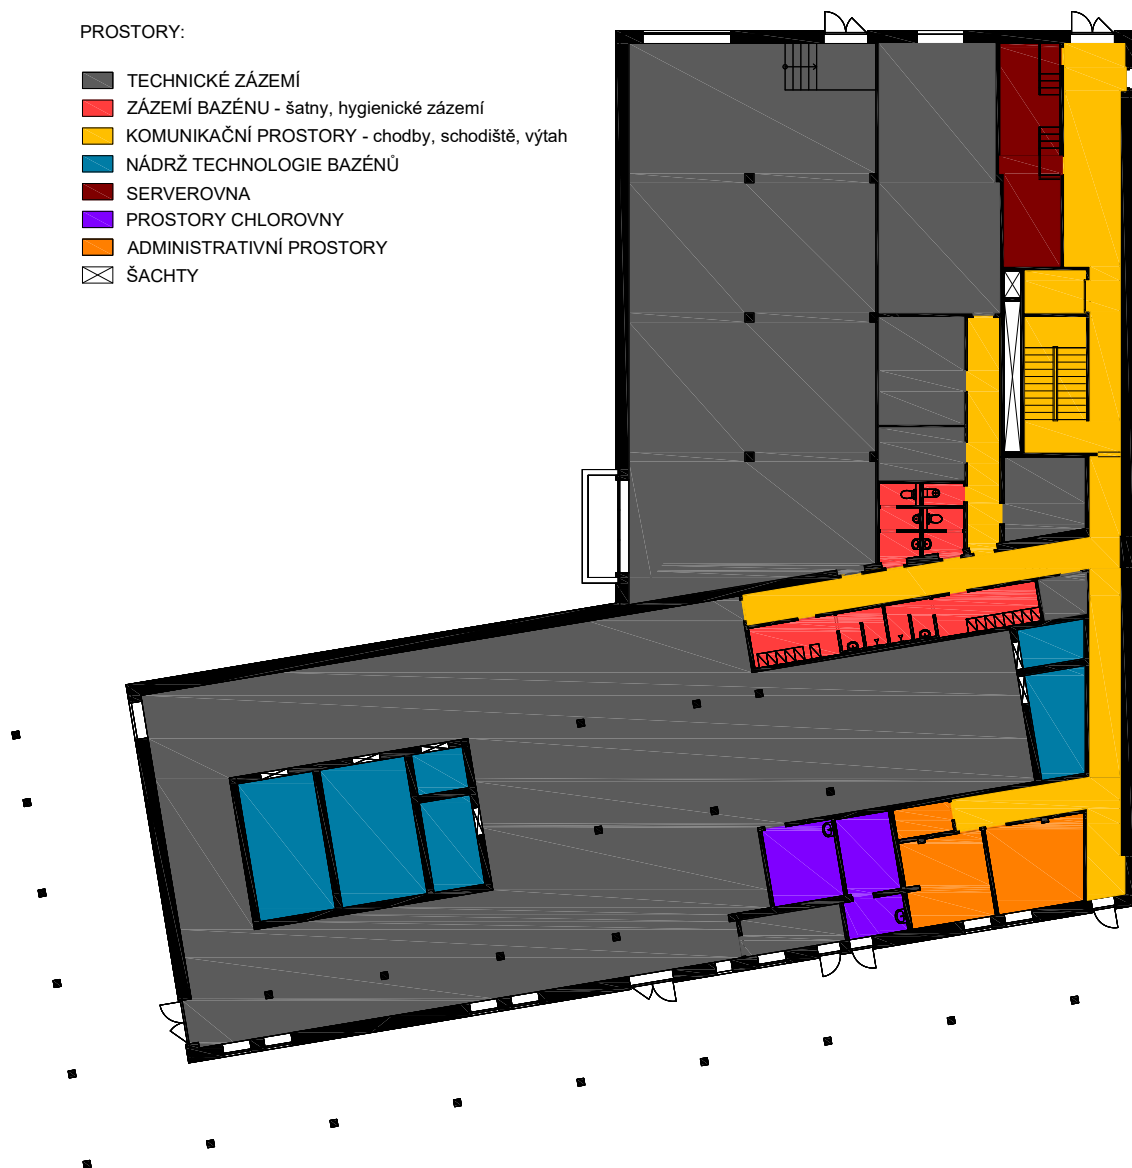 PROSTORY:
TECHNICKÉ ZÁZEMÍ
ZÁZEMÍ BAZÉNU - šatny, hygienické zázemí
KOMUNIKAČNÍ PROSTORY - chodby, schodiště, výtah
NÁDRŽ TECHNOLOGIE BAZÉNŮ
SERVEROVNA
PROSTORY CHLOROVNY
ADMINISTRATIVNÍ PROSTORY
ŠACHTY